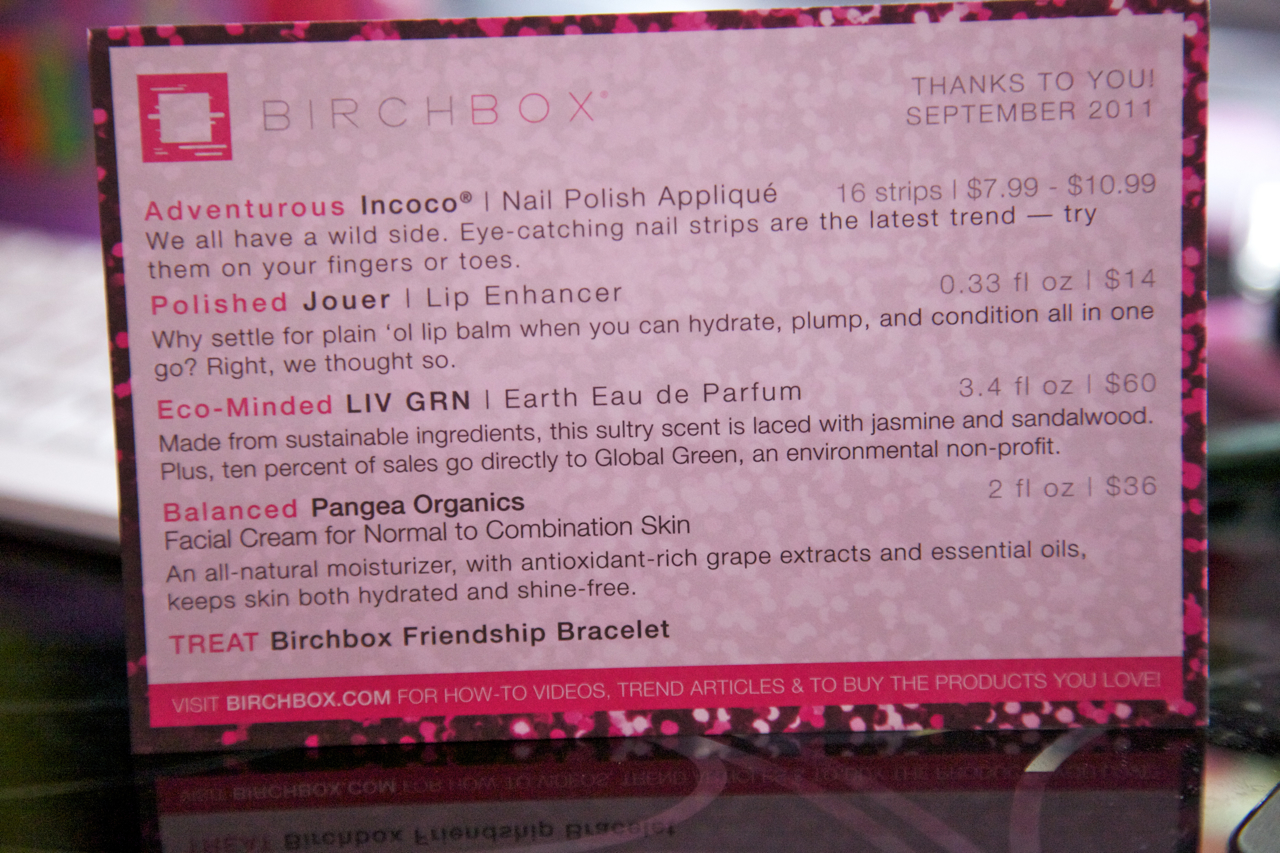 BIRCHBOX
THANKS TO YOU!
SEPTEMBER 2011
Adventurous Incoco® | Nail Polish Appliqué 16 strips | $7.99 - $10.99
We all have a wild side. Eye-catching nail strips are the latest trend — try
them on your fingers or toes.
Polished Jouer | Lip Enhancer 0.33 fl oz | $14
Why settle for plain ‘ol lip balm when you can hydrate, plump, and condition all in one
go? Right, we thought so.
Eco-Minded LIV GRN | Earth Eau de Parfum 3.4 fl oz | $60
Made from sustainable ingredients, this sultry scent is laced with jasmine and sandalwood.
Plus, ten percent of sales go directly to Global Green, an environmental non-profit.
Balanced Pangea Organics 2 fl oz | $36
Facial Cream for Normal to Combination Skin
An all-natural moisturizer, with antioxidant-rich grape extracts and essential oils,
keeps skin both hydrated and shine-free.
TREAT Birchbox Friendship Bracelet
VISIT BIRCHBOX.COM FOR HOW-TO VIDEOS, TREND ARTICLES & TO BUY THE PRODUCTS YOU LOVE!